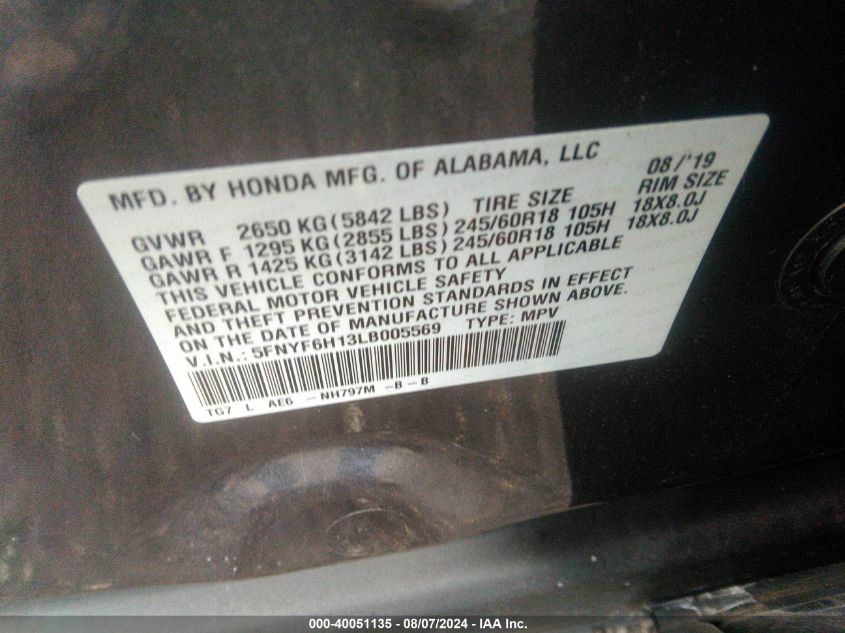 MFD. BY HONDA MFG. OF ALABAMA, LLC 08/'19
GVWR 2650 KG(5842 LBS) TIRE SIZE RIM SIZE
GAWR F 1295 KG(2855 LBS) 245/60R18 105H 18X8.0J
GAWR R 1425 KG(3142 LBS) 245/60R18 105H 18X8.0J
THIS VEHICLE CONFORMS TO ALL APPLICABLE
FEDERAL MOTOR VEHICLE SAFETY
AND THEFT PREVENTION STANDARDS IN EFFECT
ON THE DATE OF MANUFACTURE SHOWN ABOVE.
V.I.N.: 5FNYF6H13LB005569 TYPE: MPV
TG7 L AE6 - NH797M -B-B
000-40051135 - 08/07/2024 - IAA Inc.